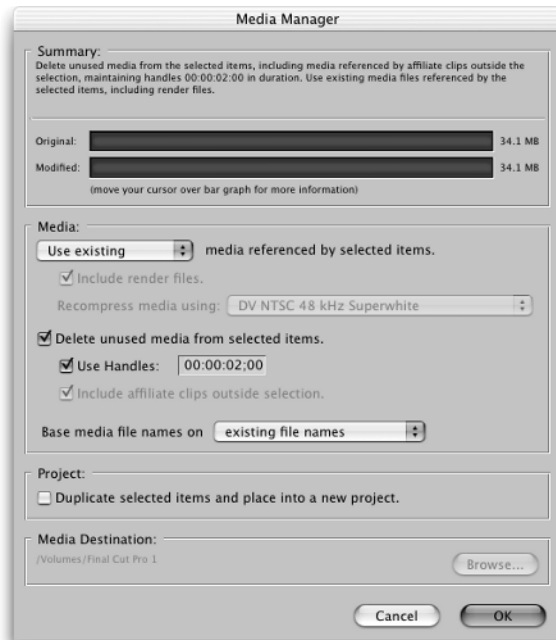 Media Manager
Summary:
Delete unused media from the selected items, including media referenced by affiliate clips outside the
selection, maintaining handles 00:00:02:00 in duration. Use existing media files referenced by the
selected items, including render files.
Original: 34.1 MB
Modified: 34.1 MB
(move your cursor over bar graph for more information)
Media:
Use existing media referenced by selected items.
Include render files.
Recompress media using: DV NTSC 48 kHz Superwhite
Delete unused media from selected items.
Use Handles: 00:00:02;00
Include affiliate clips outside selection.
Base media file names on existing file names
Project:
Duplicate selected items and place into a new project.
Media Destination:
/Volumes/Final Cut Pro 1
Browse...
Cancel OK